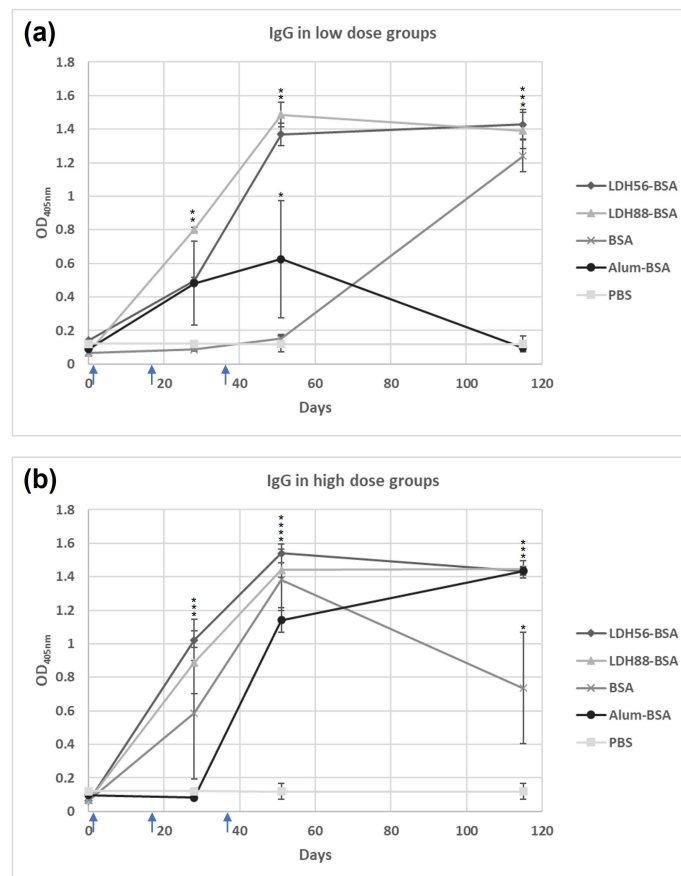 (a)
IgG in low dose groups
1.8
1.6
1.4
1.2
1
0.8
0.6
0.4
0.2
0
OD405nm
* *
* *
*
* * *
0 20 40 60 80 100 120
Days
LDH56-BSA
LDH88-BSA
BSA
Alum-BSA
PBS
(b)
IgG in high dose groups
1.8
1.6
1.4
1.2
1
0.8
0.6
0.4
0.2
0
OD405nm
* * *
* * * *
* * *
*
0 20 40 60 80 100 120
Days
LDH56-BSA
LDH88-BSA
BSA
Alum-BSA
PBS